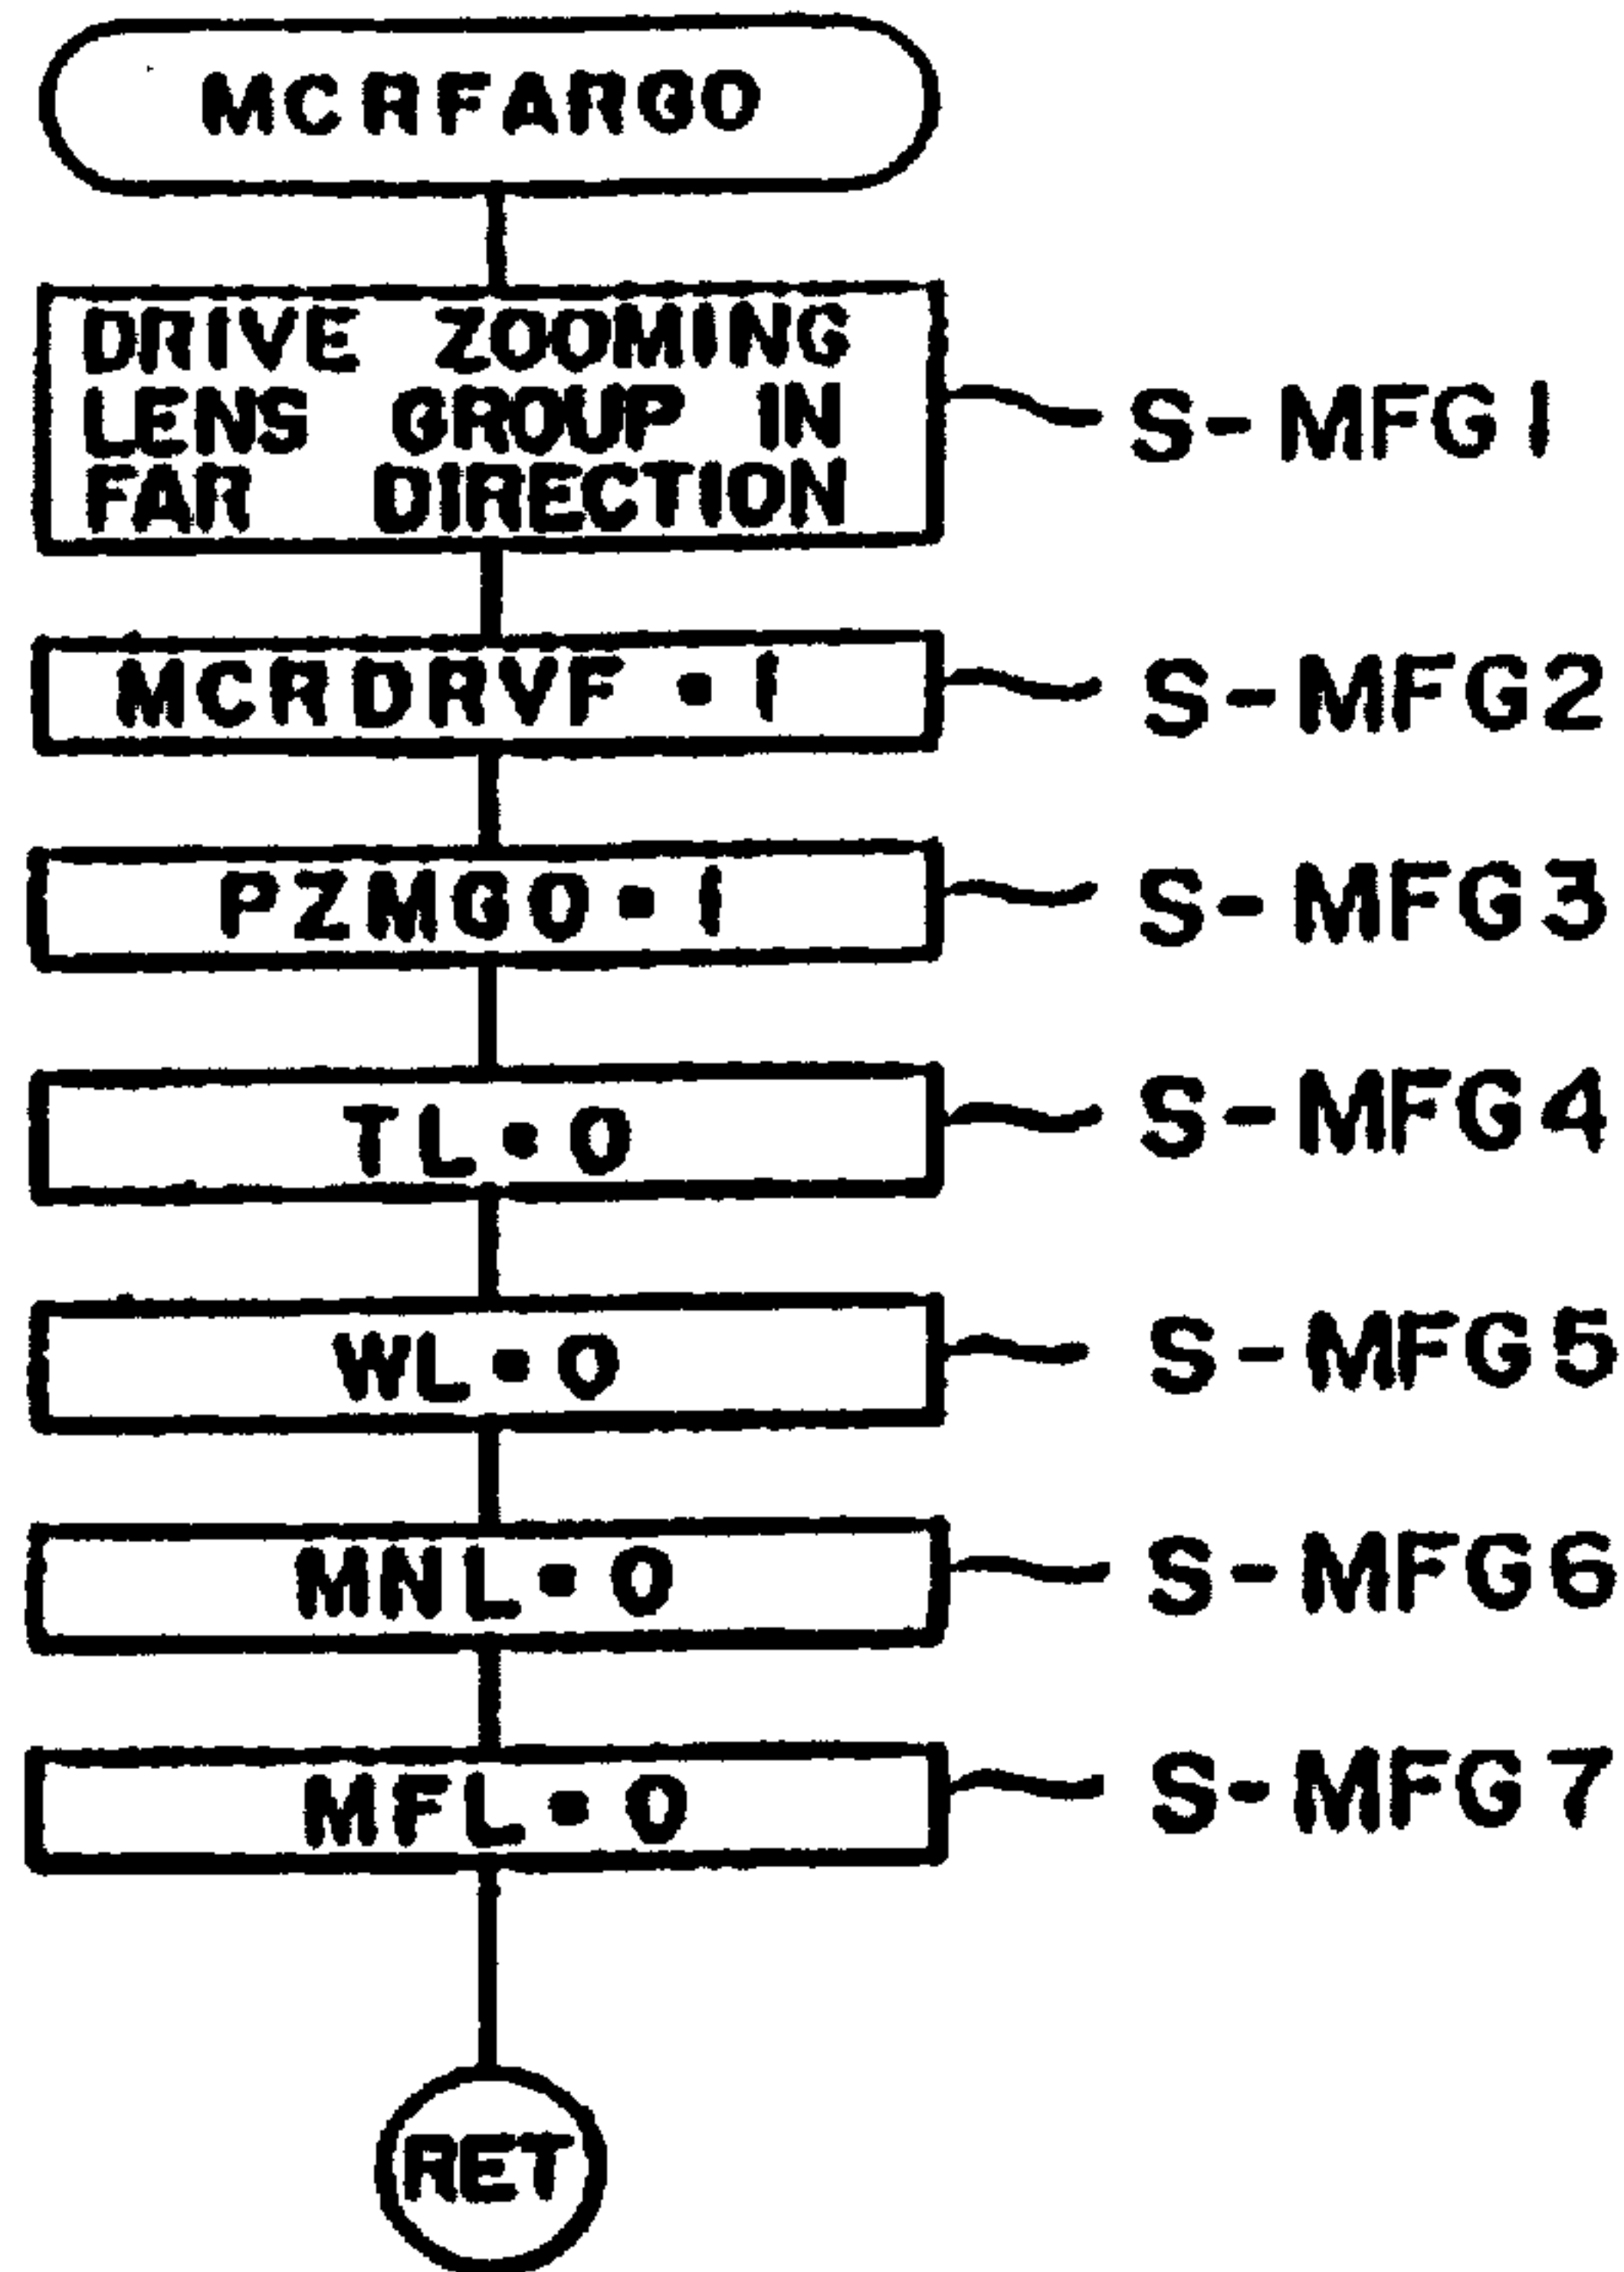 MCRFARGO
DRIVE ZOOMING
LENS GROUP IN
FAR DIRECTION
S-MFG1
MCRDRVF・1
S-MFG2
PZMGO・1
S-MFG3
TL・0
S-MFG4
WL・0
S-MFG5
MNL・0
S-MFG6
MFL・0
S-MFG7
RET